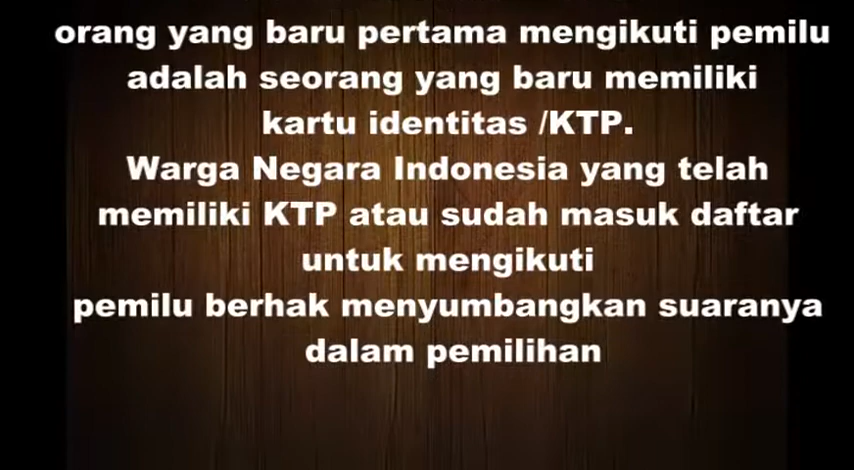 orang yang baru pertama mengikuti pemilu
adalah seorang yang baru memiliki
kartu identitas /KTP.
Warga Negara Indonesia yang telah
memiliki KTP atau sudah masuk daftar
untuk mengikuti
pemilu berhak menyumbangkan suaranya
dalam pemilihan